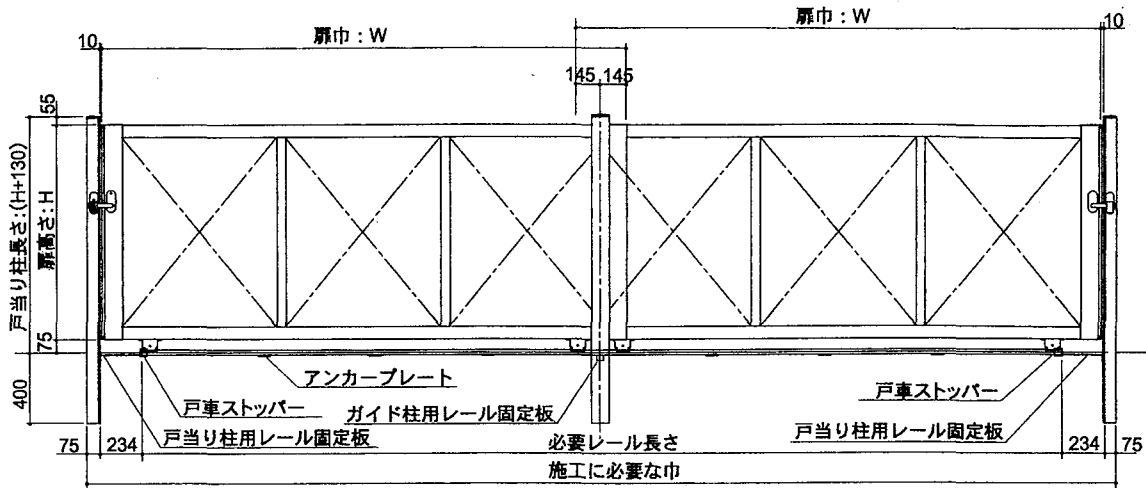 扉巾：W
10
扉巾：W
10
145
145
55
戸当り柱長さ：(H+130)
扉高さ：H
75
400
アンカープレート
戸車ストッパー
ガイド柱用レール固定板
戸車ストッパー
戸当り柱用レール固定板
戸当り柱用レール固定板
75
234
必要レール長さ
234
75
施工に必要な巾